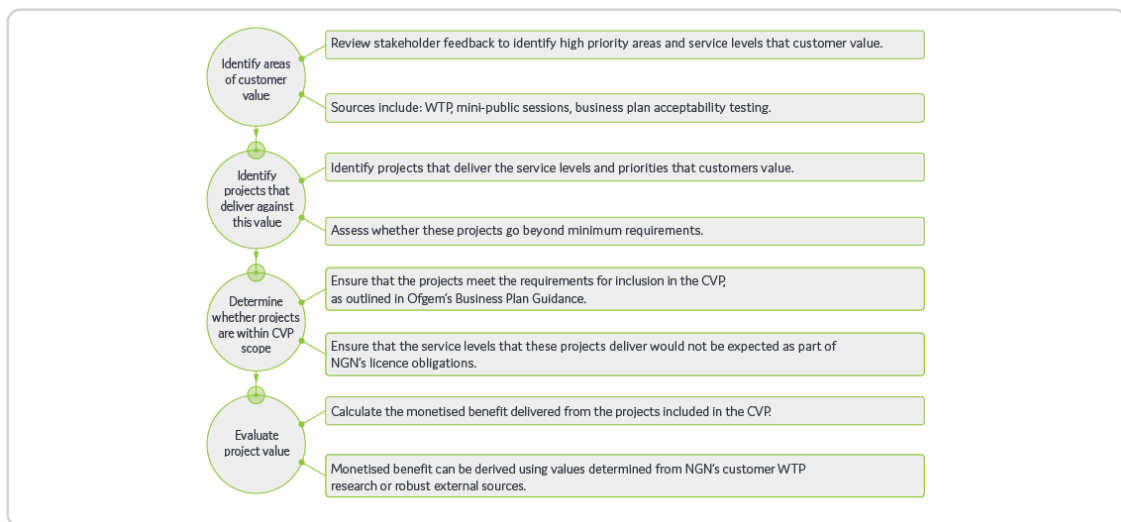 Identify areas
of customer
value
Review stakeholder feedback to identify high priority areas and service levels that customer value.
Sources include: WTP, mini-public sessions, business plan acceptability testing.
Identify
projects that
deliver against
this value
Identify projects that deliver the service levels and priorities that customers value.
Assess whether these projects go beyond minimum requirements.
Determine
whether projects
are within CVP
scope
Ensure that the projects meet the requirements for inclusion in the CVP,
as outlined in Ofgem's Business Plan Guidance.
Ensure that the service levels that these projects deliver would not be expected as part of
NGN's licence obligations.
Evaluate
project value
Calculate the monetised benefit delivered from the projects included in the CVP.
Monetised benefit can be derived using values determined from NGN's customer WTP
research or robust external sources.